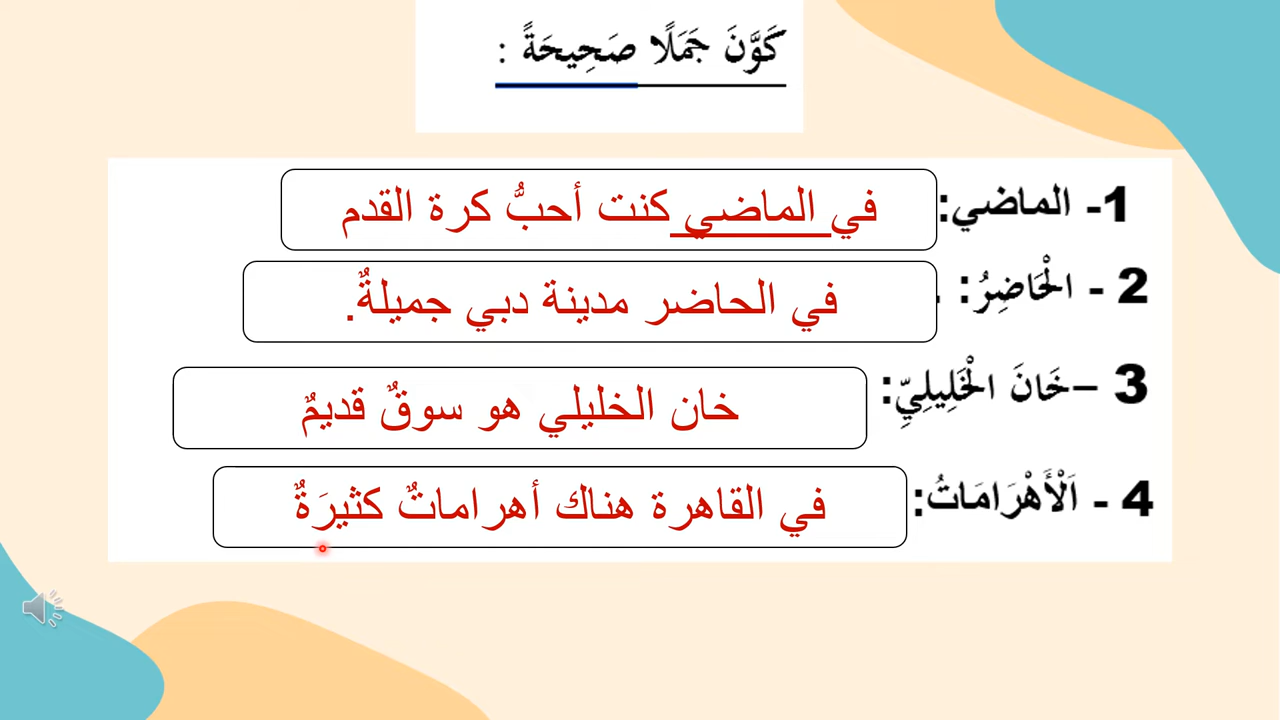 كَوَّنَ جَمَلًا صَحِيحَةً :
1- الماضي: في الماضي كنت أحبُّ كرة القدم
2 - الْحَاضِرُ: . في الحاضر مدينة دبي جميلةٌ.
3 –خَانَ الْخَلِيلِيِّ: خان الخليلي هو سوقٌ قديمٌ
4 - اَلْأَهْرَامَاتُ: في القاهرة هناك أهراماتٌ كثيرَةٌ